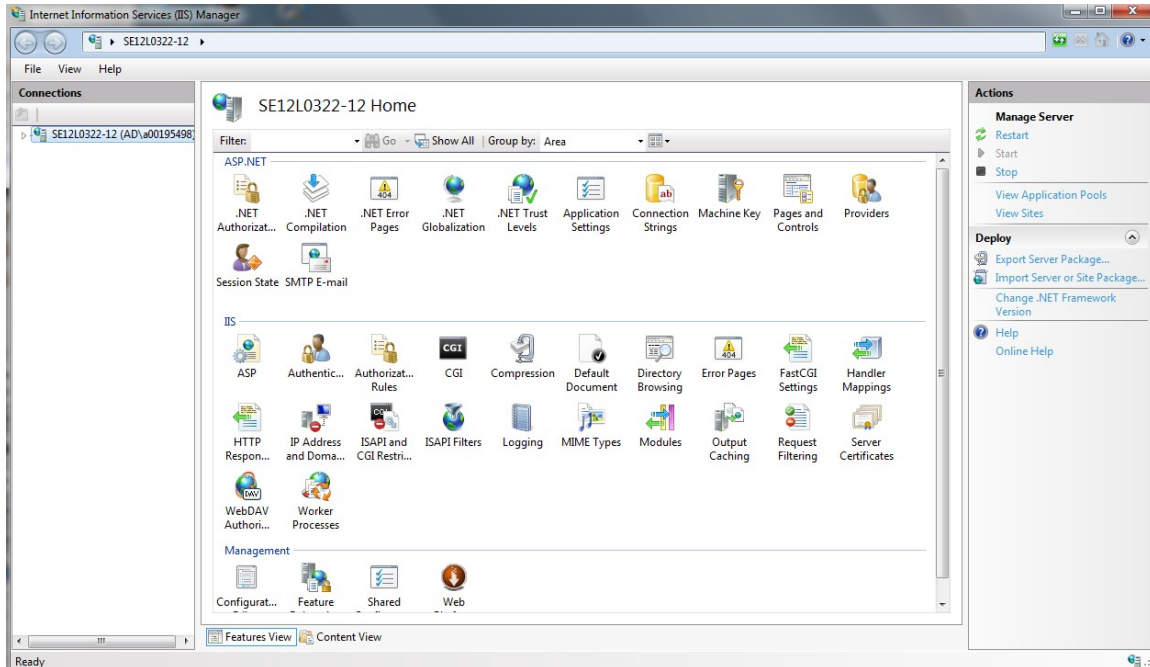 Internet Information Services (IIS) Manager
SE12L0322-12
File View Help
Connections
SE12L0322-12 (AD\a00195498)
SE12L0322-12 Home
Filter: Go Show All Group by: Area
ASP.NET
.NET Authorizat...
.NET Compilation
.NET Error Pages
.NET Globalization
.NET Trust Levels
Application Settings
Connection Strings
Machine Key
Pages and Controls
Providers
Session State
SMTP E-mail
IIS
ASP
Authentic...
Authorizat... Rules
CGI
Compression
Default Document
Directory Browsing
Error Pages
FastCGI Settings
Handler Mappings
HTTP Respon...
IP Address and Doma...
ISAPI and CGI Restri...
ISAPI Filters
Logging
MIME Types
Modules
Output Caching
Request Filtering
Server Certificates
WebDAV Authori...
Worker Processes
Management
Configurat...
Feature
Shared
Web
Features View Content View
Ready
Actions
Manage Server
Restart
Start
Stop
View Application Pools
View Sites
Deploy
Export Server Package...
Import Server or Site Package...
Change .NET Framework
Version
Help
Online Help